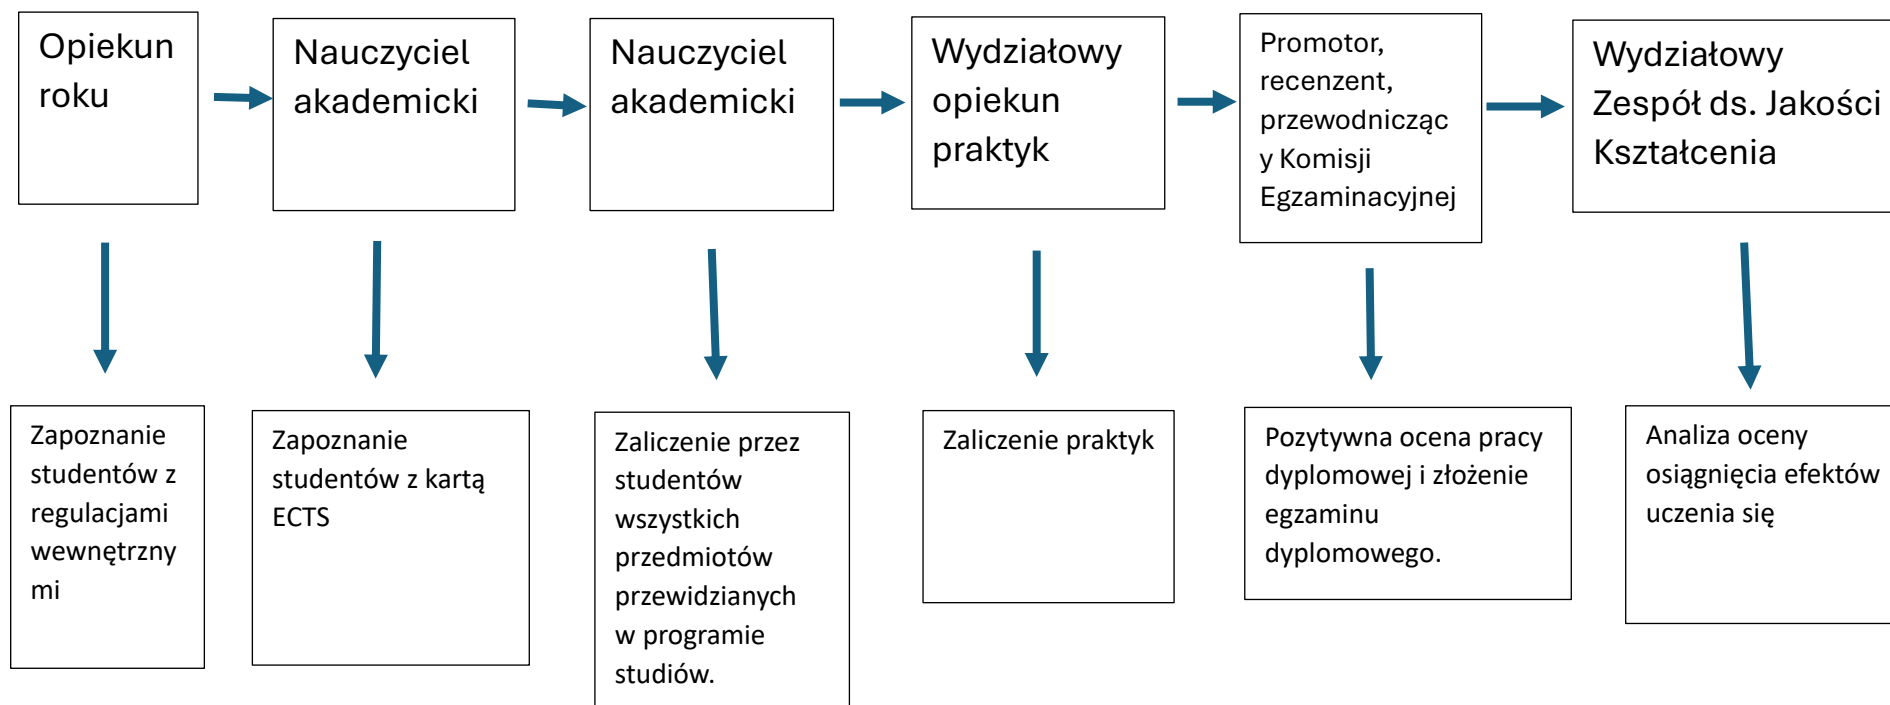 Opiekun
roku
Nauczyciel
akademicki
Nauczyciel
akademicki
Wydziałowy
opiekun
praktyk
Promotor,
recenzent,
przewodnicząc
y Komisji
Egzaminacyjnej
Wydziałowy
Zespół ds. Jakości
Kształcenia
Zapoznanie
studentów z
regulacjami
wewnętrzny
mi
Zapoznanie
studentów z kartą
ECTS
Zaliczenie przez
studentów
wszystkich
przedmiotów
przewidzianych
w programie
studiów.
Zaliczenie praktyk
Pozytywna ocena pracy
dyplomowej i złożenie
egzaminu
dyplomowego.
Analiza oceny
osiągnięcia efektów
uczenia się